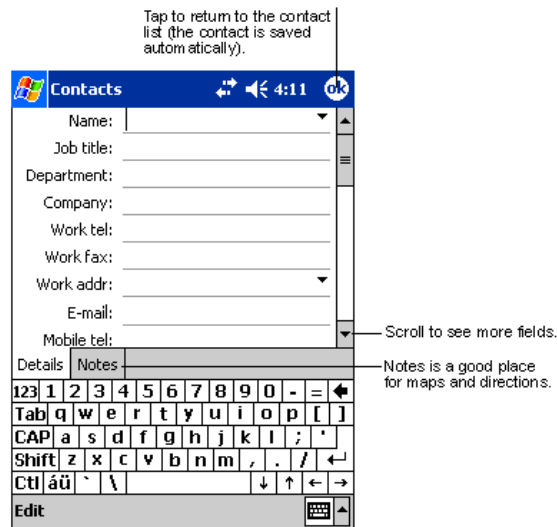 Tap to return to the contact
list (the contact is saved
automatically).
Contacts 4:11 ok
Name:
Job title:
Department:
Company:
Work tel:
Work fax:
Work addr:
E-mail:
Mobile tel:
Scroll to see more fields.
Details Notes
Notes is a good place
for maps and directions.
123 1 2 3 4 5 6 7 8 9 0 - =
Tab q w e r t y u i o p [ ]
CAP a s d f g h j k l ; '
Shift z x c v b n m , . /
Ctl áü ` \ ↓ ↑ ← →
Edit